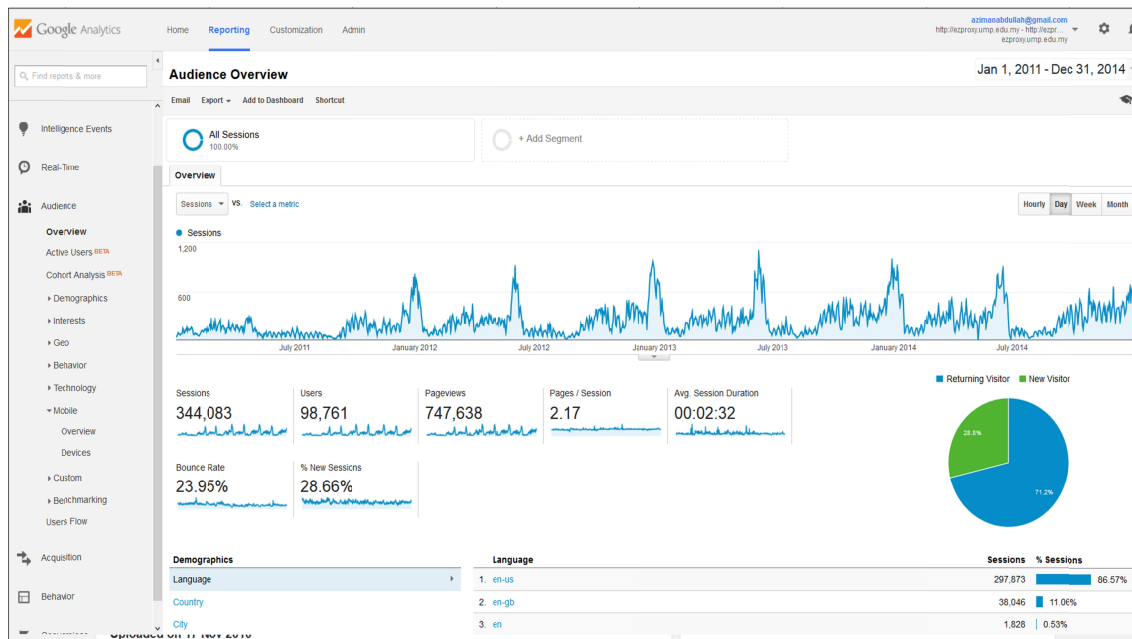 Google Analytics
Home Reporting Customization Admin
azimanabdullah@gmail.com
http://ezproxy.ump.edu.my - http://ezpr...
ezproxy.ump.edu.my
Find reports & more
Intelligence Events
Real-Time
Audience
Overview
Active Users BETA
Cohort Analysis BETA
Demographics
Interests
Geo
Behavior
Technology
Mobile
Overview
Devices
Custom
Benchmarking
Users Flow
Acquisition
Behavior
Audience Overview
Jan 1, 2011 - Dec 31, 2014
Email Export Add to Dashboard Shortcut
All Sessions
100.00%
+ Add Segment
Overview
Sessions VS. Select a metric
Hourly Day Week Month
Sessions
1,200
600
July 2011 January 2012 July 2012 January 2013 July 2013 January 2014 July 2014
Sessions Users Pageviews Pages / Session Avg. Session Duration
344,083 98,761 747,638 2.17 00:02:32
Bounce Rate % New Sessions
23.95% 28.66%
Returning Visitor New Visitor
28.8%
71.2%
Demographics
Language
Country
City
Language Sessions % Sessions
1. en-us 297,873 86.57%
2. en-gb 38,046 11.06%
3. en 1,828 0.53%